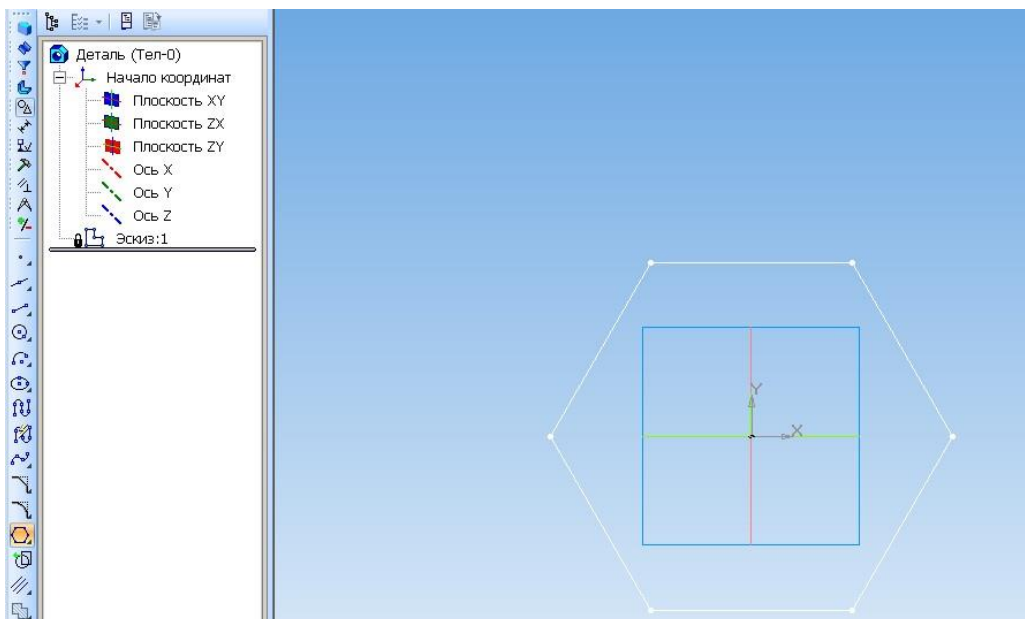 Деталь (Тел-0)
Начало координат
Плоскость XY
Плоскость ZX
Плоскость ZY
Ось X
Ось Y
Ось Z
Эскиз:1
Y
X